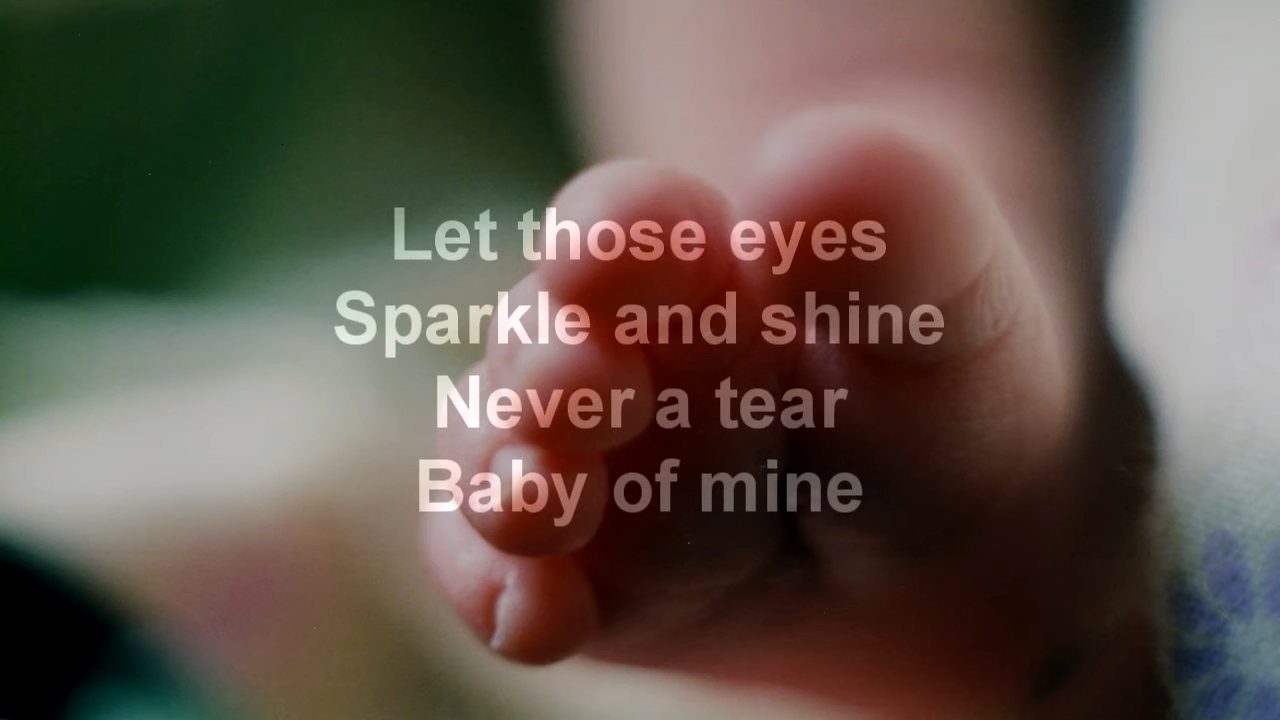 Let those eyes
Sparkle and shine
Never a tear
Baby of mine